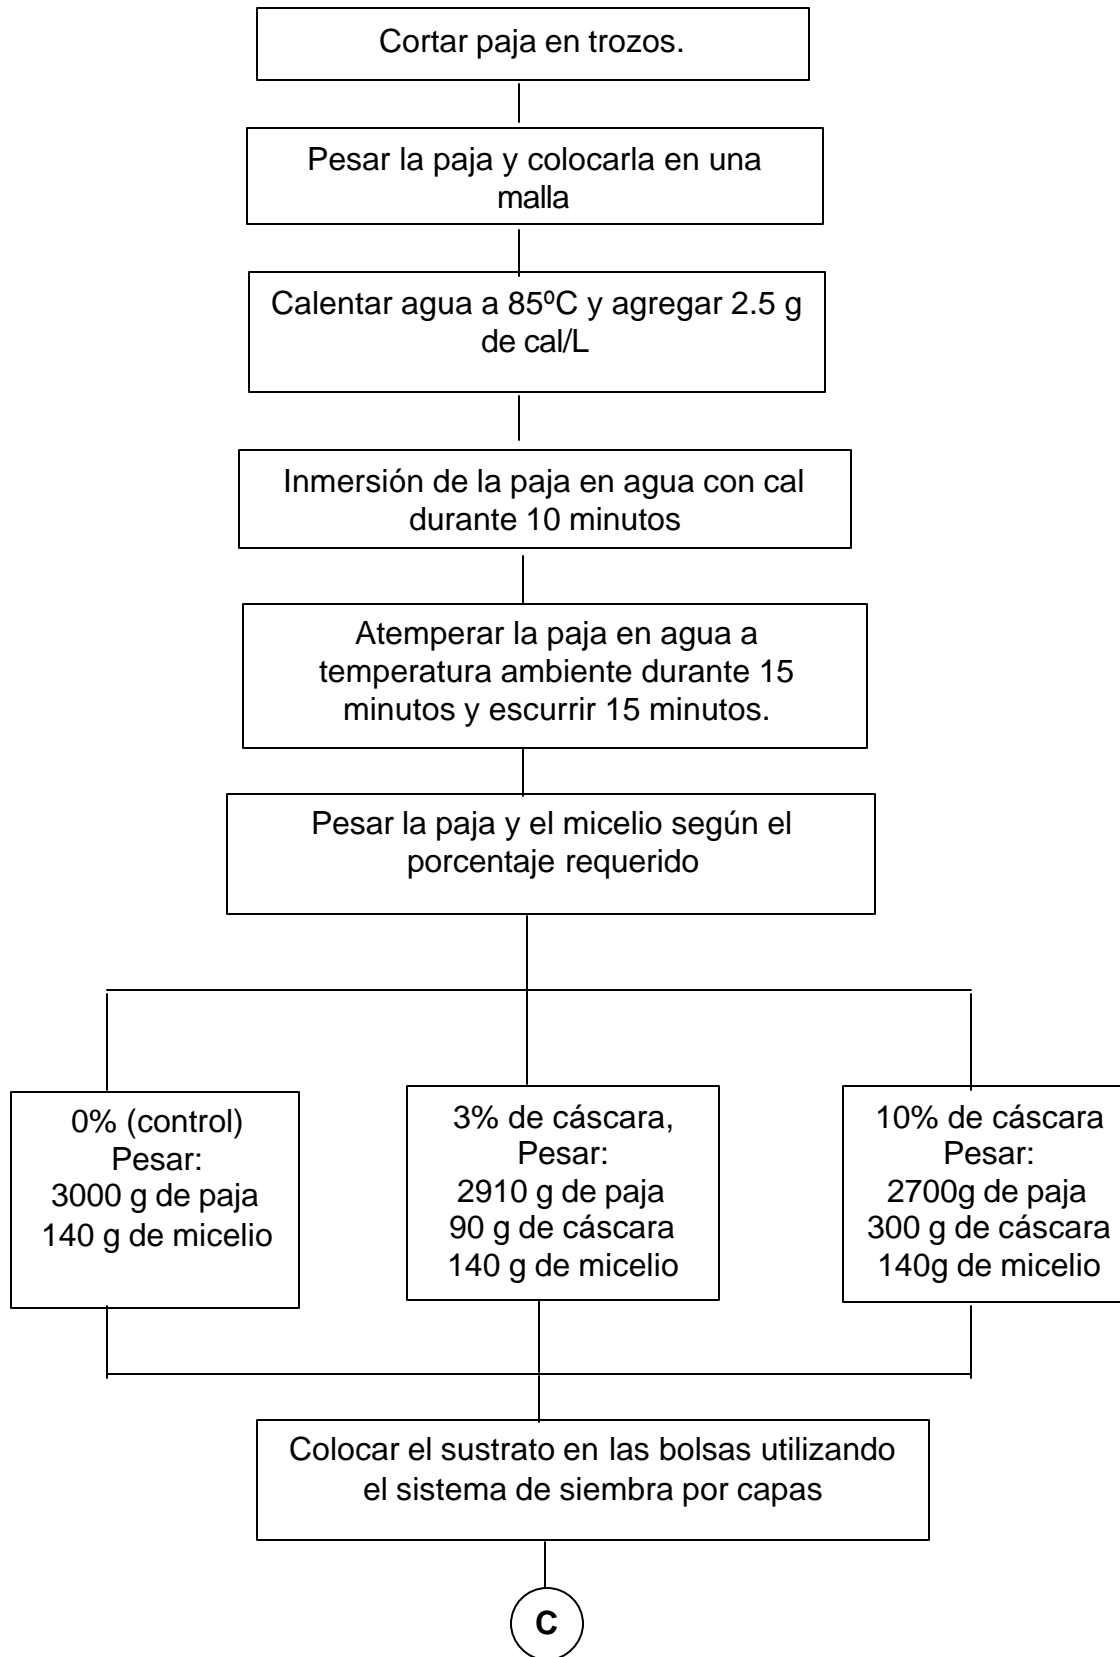 Cortar paja en trozos.
Pesar la paja y colocarla en una
malla
Calentar agua a 85ºC y agregar 2.5 g
de cal/L
Inmersión de la paja en agua con cal
durante 10 minutos
Atemperar la paja en agua a
temperatura ambiente durante 15
minutos y escurrir 15 minutos.
Pesar la paja y el micelio según el
porcentaje requerido
0% (control)
Pesar:
3000 g de paja
140 g de micelio
3% de cáscara,
Pesar:
2910 g de paja
90 g de cáscara
140 g de micelio
10% de cáscara
Pesar:
2700g de paja
300 g de cáscara
140g de micelio
Colocar el sustrato en las bolsas utilizando
el sistema de siembra por capas
C